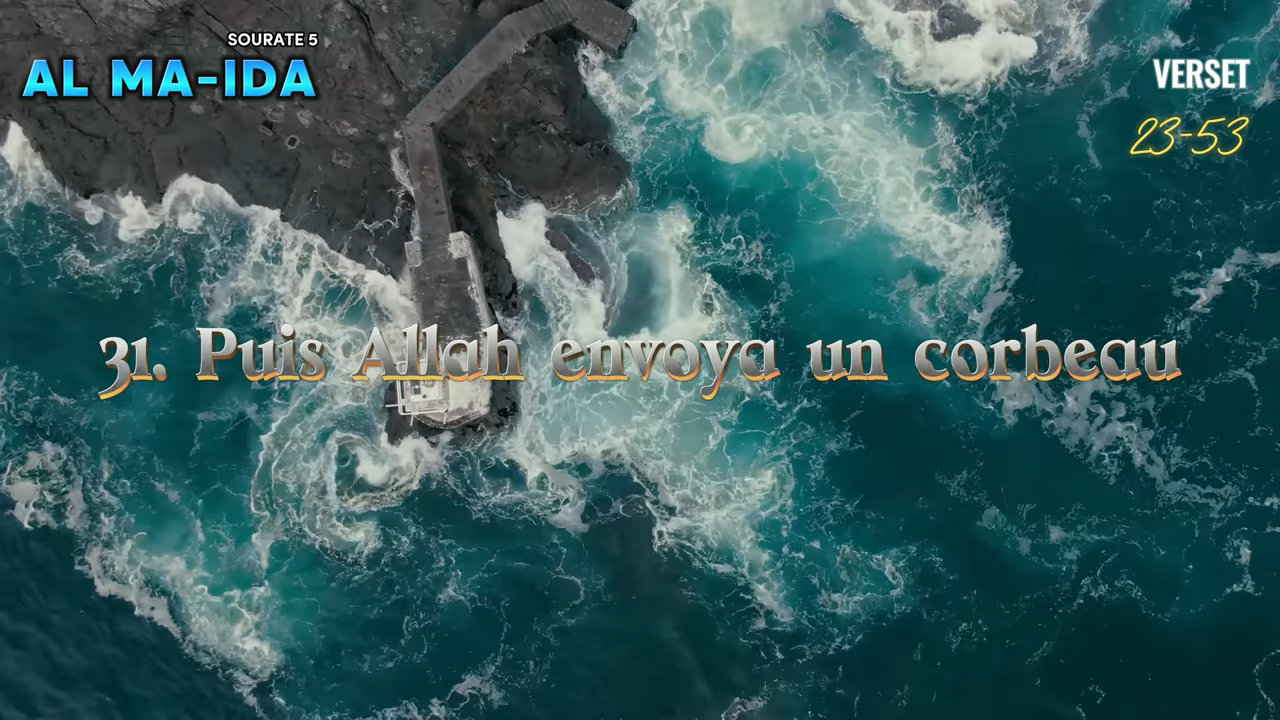 SOURATE 5
AL MA-IDA
VERSET
23-53
31. Puis Allah envoya un corbeau